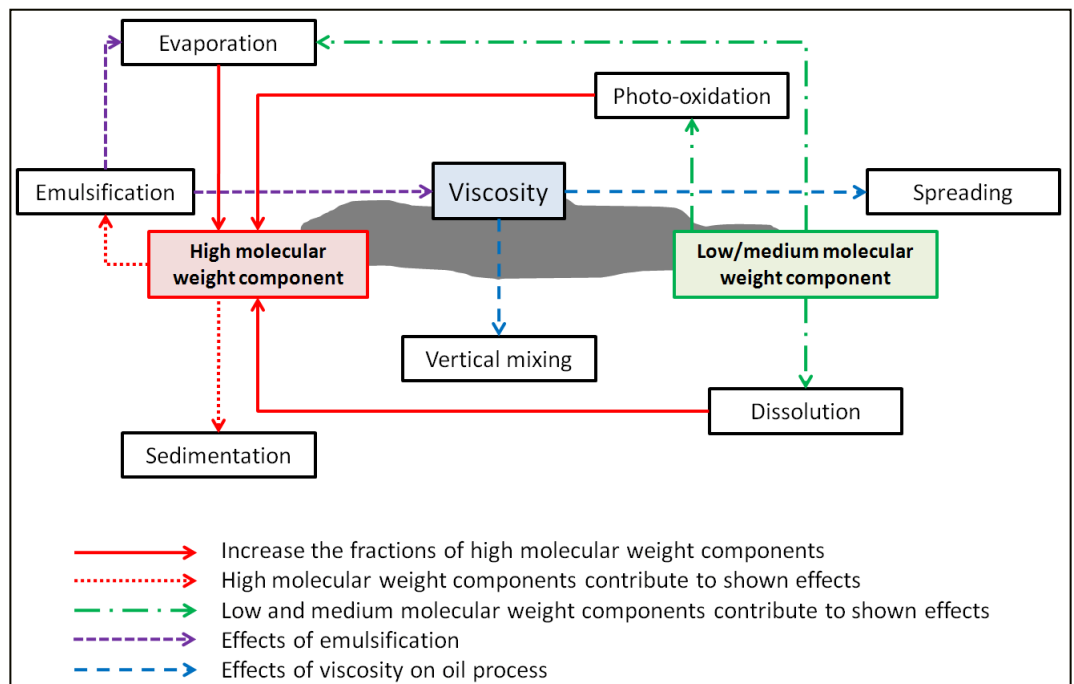 Evaporation
Photo-oxidation
Emulsification
Viscosity
Spreading
High molecular
weight component
Low/medium molecular
weight component
Vertical mixing
Dissolution
Sedimentation
Increase the fractions of high molecular weight components
High molecular weight components contribute to shown effects
Low and medium molecular weight components contribute to shown effects
Effects of emulsification
Effects of viscosity on oil process